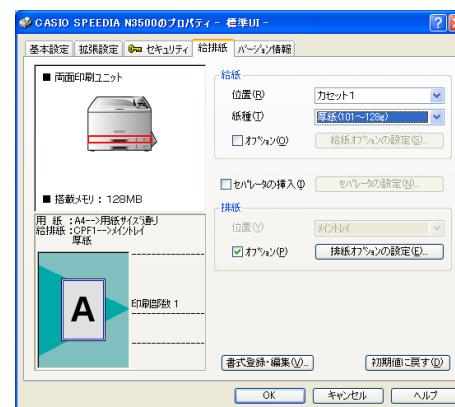 CASIO SPEEDIA N3500のプロパティ - 標準UI -
基本設定 拡張設定 セキュリティ 給排紙 バージョン情報
■ 両面印刷ユニット
■ 搭載メモリ : 128MB
用 紙 :A4-->用紙サイズ通り
給排紙 :CPF1-->メイントレイ
厚紙
A
印刷部数 1
給紙
位置(R) カセット1
紙種(T) 厚紙(101～128g)
オプション(O) 給紙オプションの設定(S)...
セパレータの挿入(I) セパレータの設定(N)...
排紙
位置(Y) メイントレイ
オプション(P) 排紙オプションの設定(E)...
書式登録・編集(V)... 初期値に戻す(D)
OK キャンセル ヘルプ